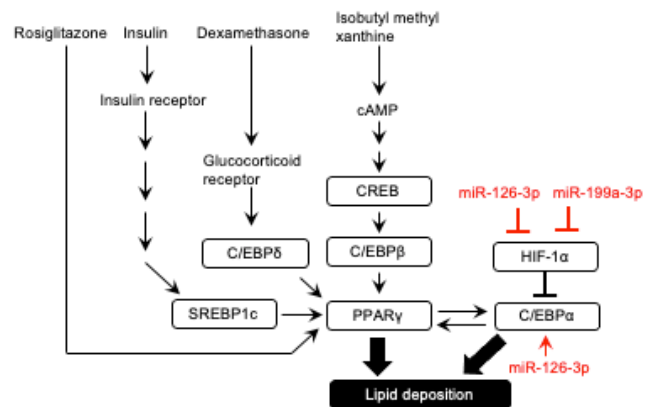 Isobutyl methyl
xanthine
Rosiglitazone Insulin Dexamethasone
Insulin receptor
cAMP
Glucocorticoid
receptor
CREB
miR-126-3p miR-199a-3p
C/EBPδ
C/EBPβ
HIF-1α
SREBP1c
PPARγ
C/EBPα
miR-126-3p
Lipid deposition